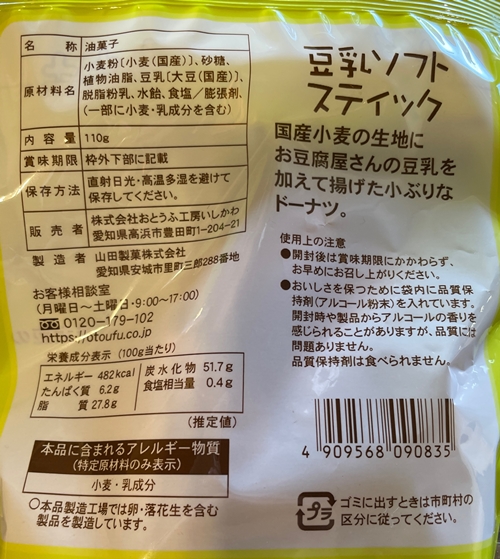 名称 油菓子
原材料名 小麦粉〔小麦(国産)〕、砂糖、
植物油脂、豆乳〔大豆(国産)〕、
脱脂粉乳、水飴、食塩/膨張剤、
(一部に小麦・乳成分を含む)
内容量 110g
賞味期限 枠外下部に記載
保存方法 直射日光・高温多湿を避けて
保存してください。
販売者 株式会社おとうふ工房いしかわ
愛知県高浜市豊田町1-204-21
製造者 山田製菓株式会社
愛知県安城市里町三郎288番地
お客様相談室
(月曜日~土曜日・9:00~17:00)
0120-179-102
https://otoufu.co.jp
栄養成分表示(100g当たり)
エネルギー 482kcal 炭水化物 51.7g
たんぱく質 6.2g 食塩相当量 0.4g
脂質 27.8g
(推定値)
本品に含まれるアレルギー物質
(特定原材料のみ表示)
小麦・乳成分
○本品製造工場では卵・落花生を含む
製品を製造しています。
豆乳ソフト
スティック
国産小麦の生地に
お豆腐屋さんの豆乳を
加えて揚げた小ぶりな
ドーナツ。
使用上の注意
●開封後は賞味期限にかかわらず、
お早めにお召し上がりください。
●おいしさを保つために袋内に品質保
持剤(アルコール粉末)を入れています。
開封時や製品からアルコールの香りを
感じられることがありますが、品質には
問題ありません。
品質保持剤は食べられません。
4 909568 090835
プラ
ゴミに出すときは市町村の
区分に従ってください。